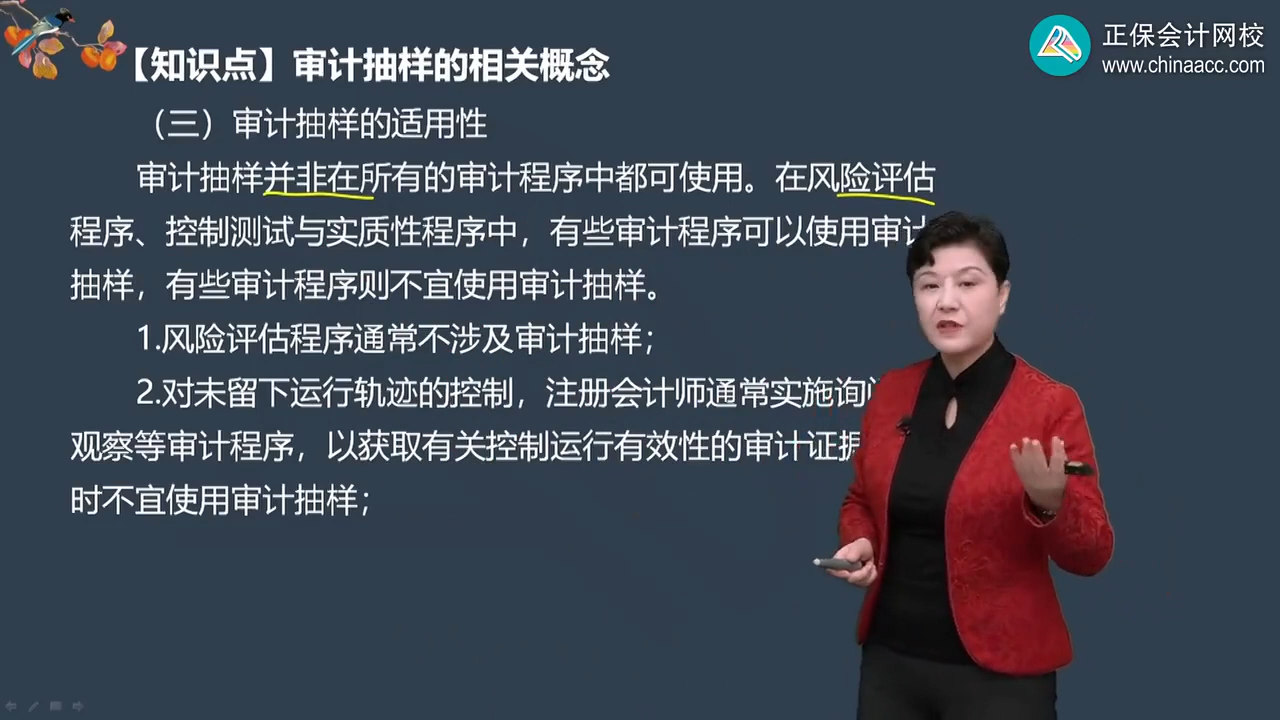 【知识点】审计抽样的相关概念
正保会计网校
www.chinaacc.com
（三）审计抽样的适用性
审计抽样并非在所有的审计程序中都可使用。在风险评估
程序、控制测试与实质性程序中，有些审计程序可以使用审计
抽样，有些审计程序则不宜使用审计抽样。
1.风险评估程序通常不涉及审计抽样；
2.对未留下运行轨迹的控制，注册会计师通常实施询问
观察等审计程序，以获取有关控制运行有效性的审计证据
时不宜使用审计抽样；